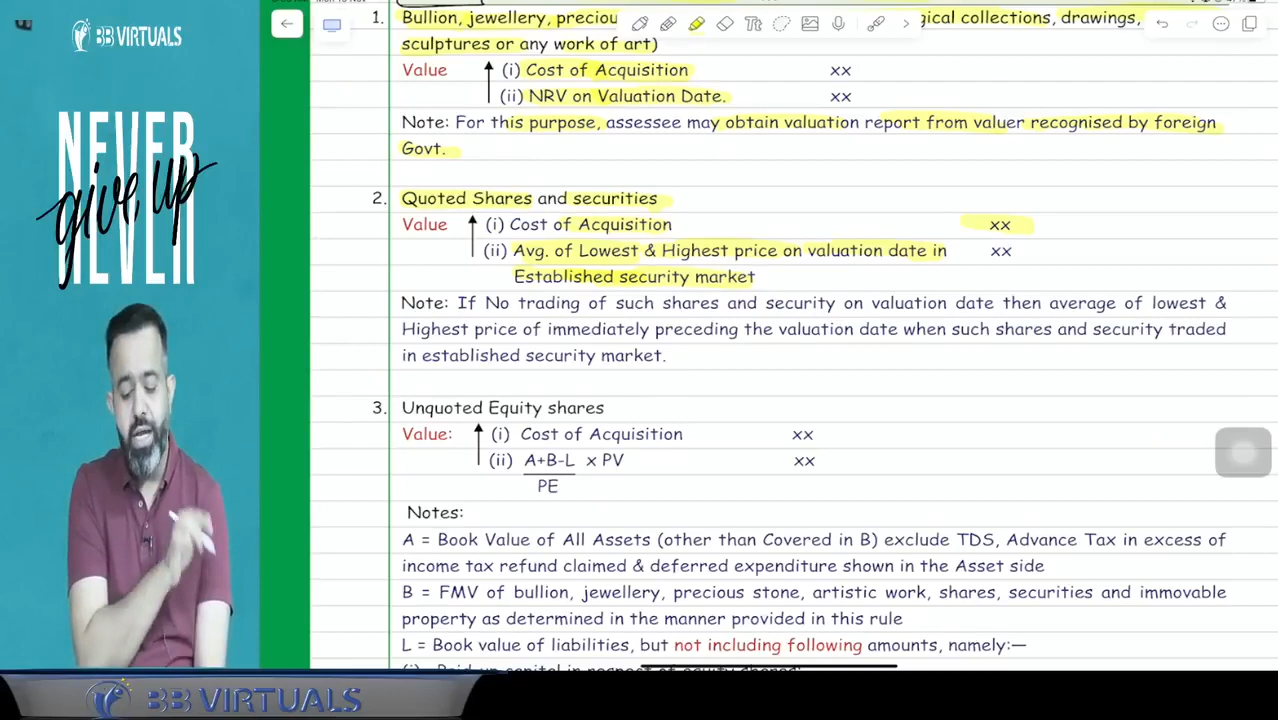 BB VIRTUALS
NEVER
give up
NEVER
1. Bullion, jewellery, collections, drawings,
sculptures or any work of art)
Value (i) Cost of Acquisition xx
(ii) NRV on Valuation Date. xx
Note: For this purpose, assessee may obtain valuation report from valuer recognised by foreign
Govt.
2. Quoted Shares and securities
Value (i) Cost of Acquisition xx
(ii) Avg. of Lowest & Highest price on valuation date in xx
Established security market
Note: If No trading of such shares and security on valuation date then average of lowest &
Highest price of immediately preceding the valuation date when such shares and security traded
in established security market.
3. Unquoted Equity shares
Value: (i) Cost of Acquisition xx
(ii) A+B-L x PV xx
PE
Notes:
A = Book Value of All Assets (other than Covered in B) exclude TDS, Advance Tax in excess of
income tax refund claimed & deferred expenditure shown in the Asset side
B = FMV of bullion, jewellery, precious stone, artistic work, shares, securities and immovable
property as determined in the manner provided in this rule
L = Book value of liabilities, but not including following amounts, namely:—
(i) Paid-up capital in respect of equity shares;
BB VIRTUALS